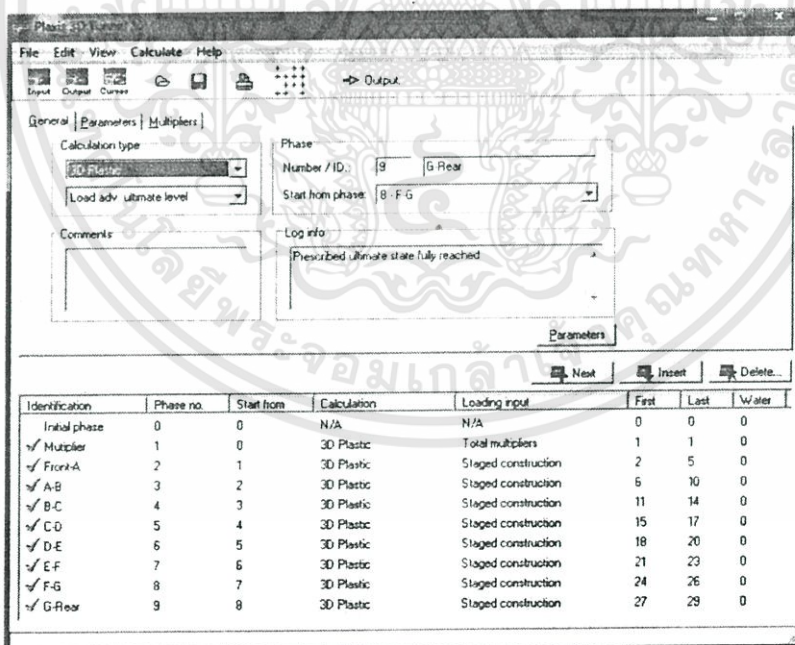 Plaxis 3D Tunnel
File Edit View Calculate Help
Input Output Curves Output
General Parameters Multipliers
Calculation type
3D Plastic
Load adv. ultimate level
Phase
Number / ID.: 9 G-Rear
Start from phase: 8 - F-G
Comments
Log info
Prescribed ultimate state fully reached
Parameters
Next Insert Delete...
Identification Phase no. Start from Calculation Loading input First Last Water
Initial phase 0 0 N/A N/A 0 0 0
Mutiplier 1 0 3D Plastic Total multipliers 1 1 0
Front-A 2 1 3D Plastic Staged construction 2 5 0
A-B 3 2 3D Plastic Staged construction 6 10 0
B-C 4 3 3D Plastic Staged construction 11 14 0
C-D 5 4 3D Plastic Staged construction 15 17 0
D-E 6 5 3D Plastic Staged construction 18 20 0
E-F 7 6 3D Plastic Staged construction 21 23 0
F-G 8 7 3D Plastic Staged construction 24 26 0
G-Rear 9 8 3D Plastic Staged construction 27 29 0